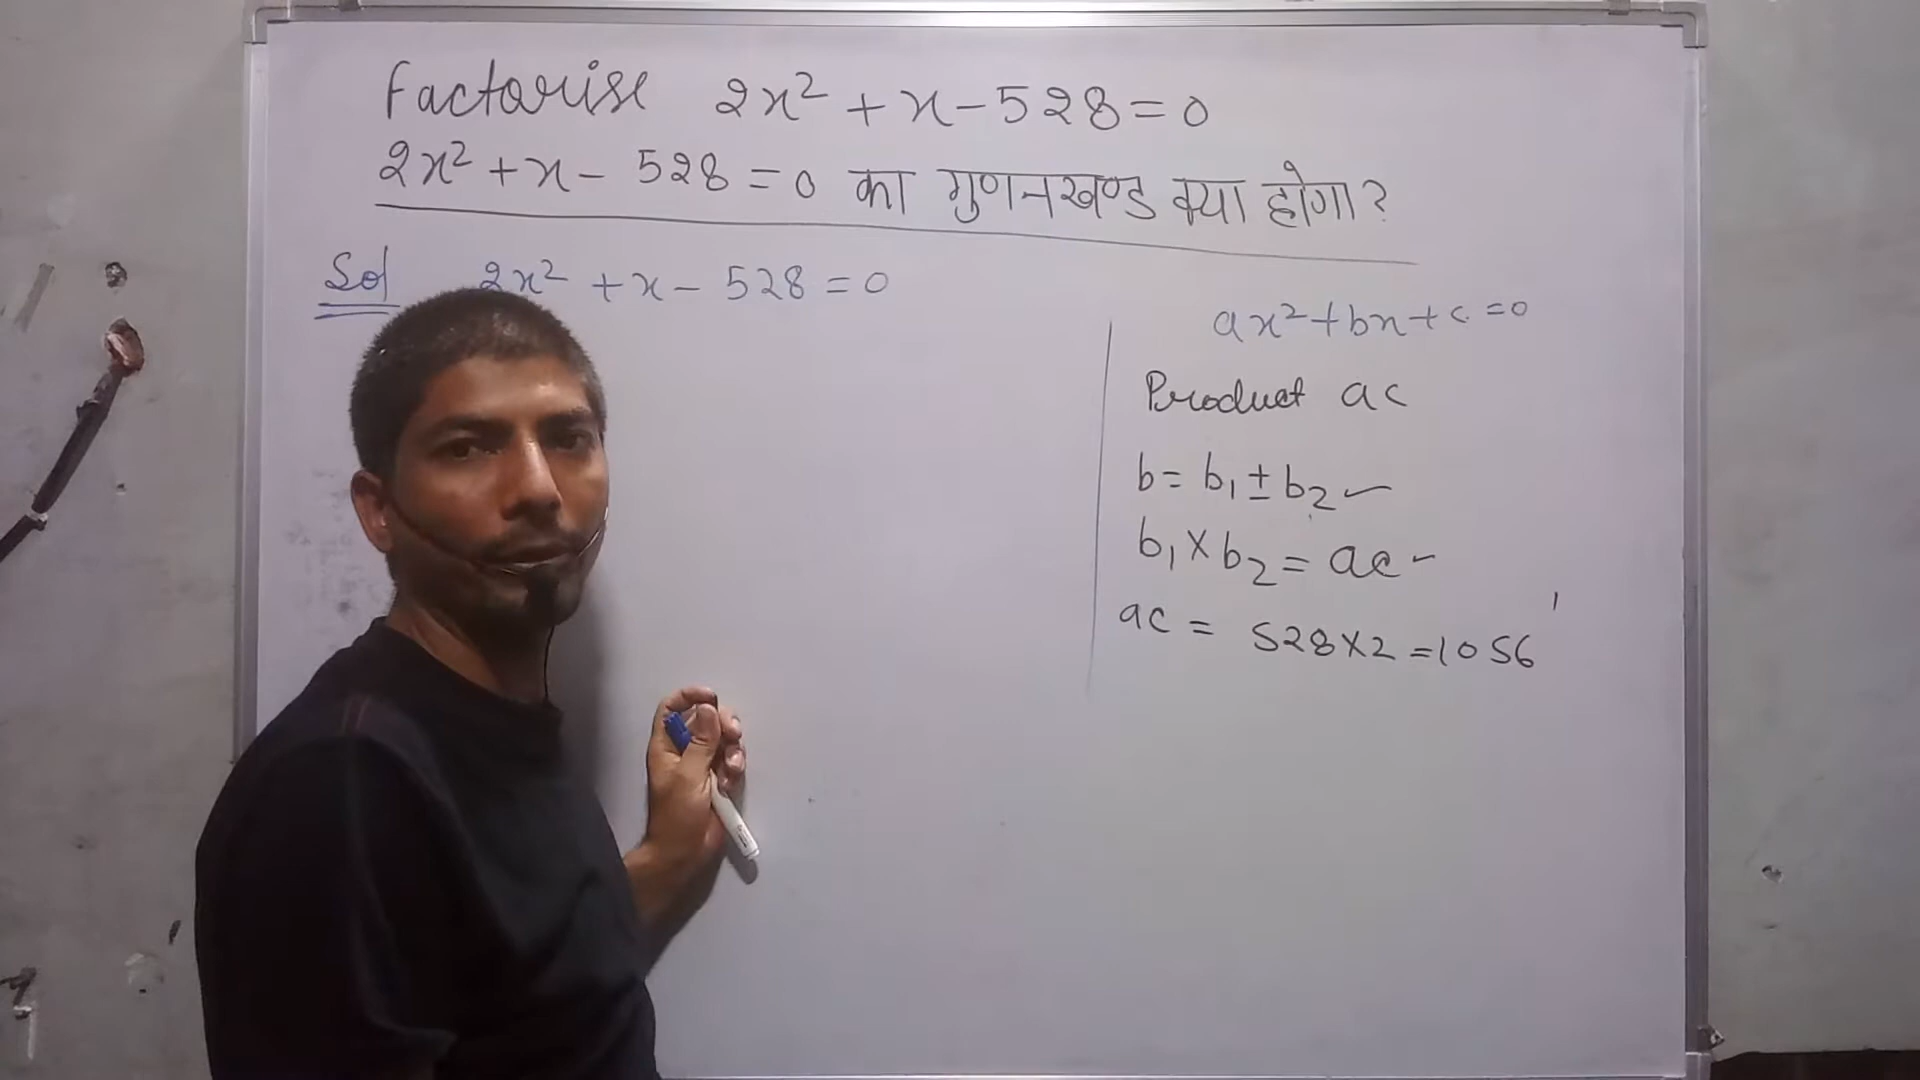 Factorise 2x² + x - 528 = 0
2x² + x - 528 = 0 का गुणनखण्ड क्या होगा?
Sol 2x² + x - 528 = 0
ax² + bx + c = 0
Product ac
b = b₁ ± b₂
b₁ × b₂ = ac
ac = 528 × 2 = 1056